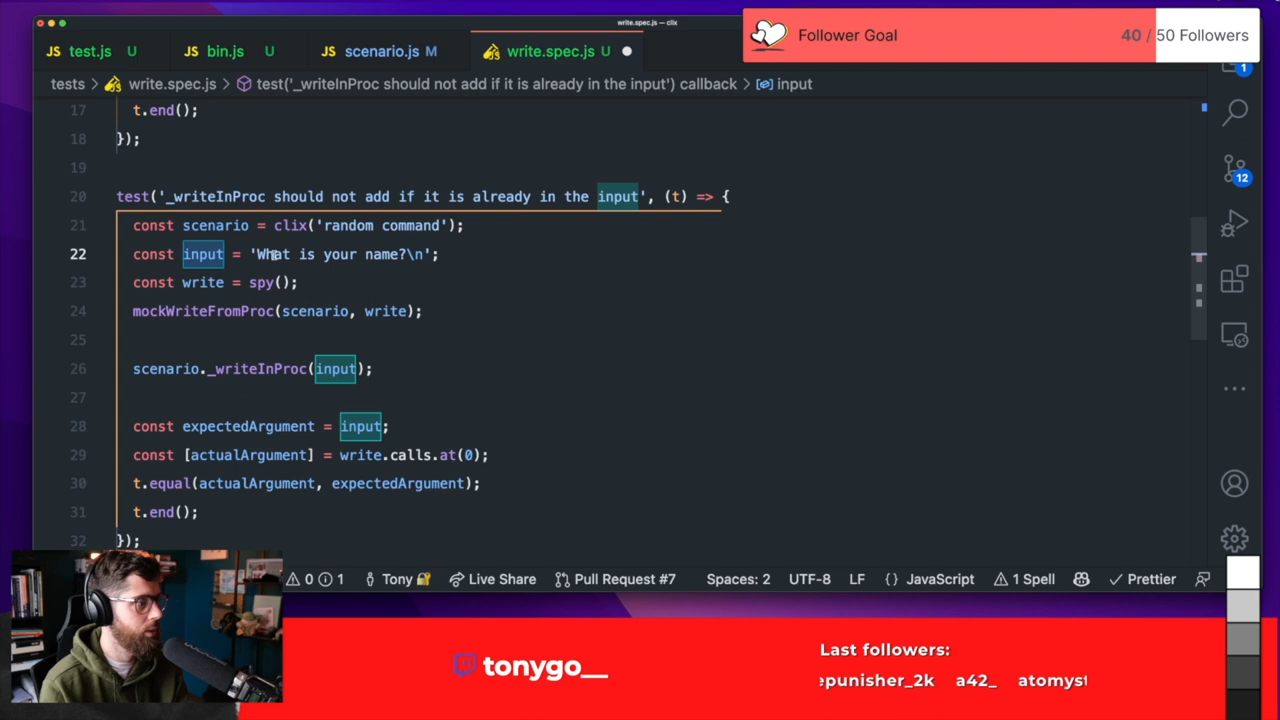 write.spec.js — clix
Follower Goal 40 / 50 Followers
JS test.js U JS bin.js U JS scenario.js M write.spec.js U
1
tests > write.spec.js > test('_writeInProc should not add if it is already in the input') callback > input
17 t.end();
18 });
19
20 test('_writeInProc should not add if it is already in the input', (t) => {
21 const scenario = clix('random command');
22 const input = 'What is your name?\n';
23 const write = spy();
24 mockWriteFromProc(scenario, write);
25
26 scenario._writeInProc(input);
27
28 const expectedArgument = input;
29 const [actualArgument] = write.calls.at(0);
30 t.equal(actualArgument, expectedArgument);
31 t.end();
32 });
12
0 1 Tony Live Share Pull Request #7 Spaces: 2 UTF-8 LF {} JavaScript 1 Spell Prettier
tonygo__
Last followers:
epunisher_2k a42_ atomyst